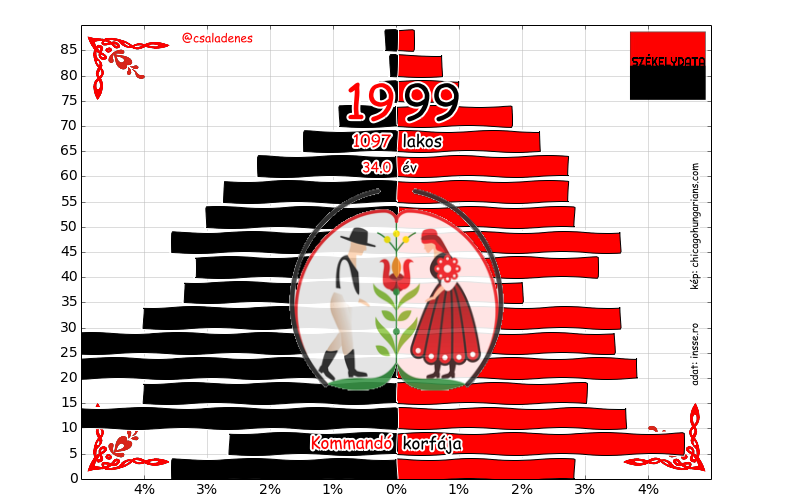 @csaladenes
SZÉKELYDATA
1999
1097 lakos
34.0 év
kép: chicagohungarians.com
adat: insse.ro
Kommandó korfája
85
80
75
70
65
60
55
50
45
40
35
30
25
20
15
10
5
0
4% 3% 2% 1% 0% 1% 2% 3% 4%